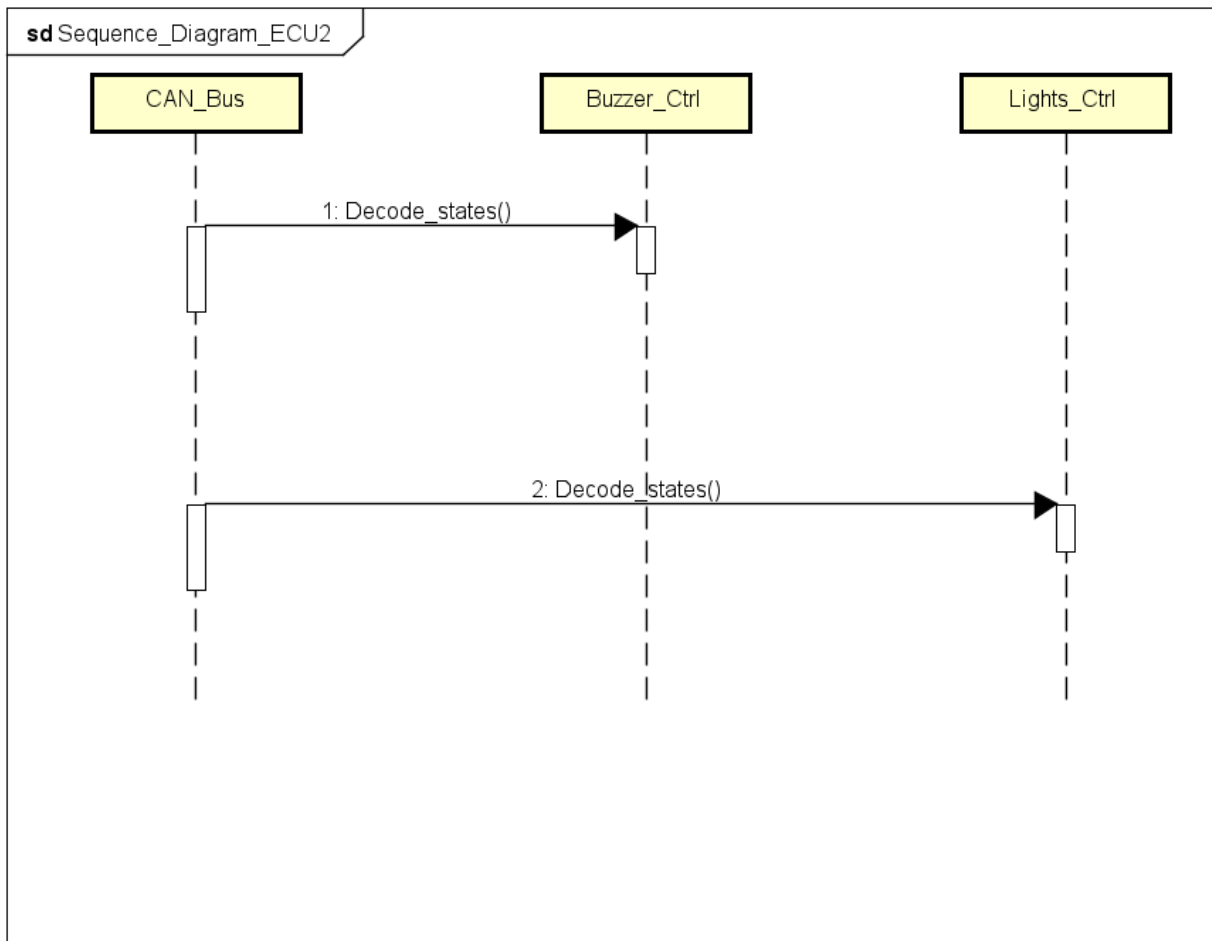 sd Sequence_Diagram_ECU2
CAN_Bus
Buzzer_Ctrl
Lights_Ctrl
1: Decode_states()
2: Decode_states()